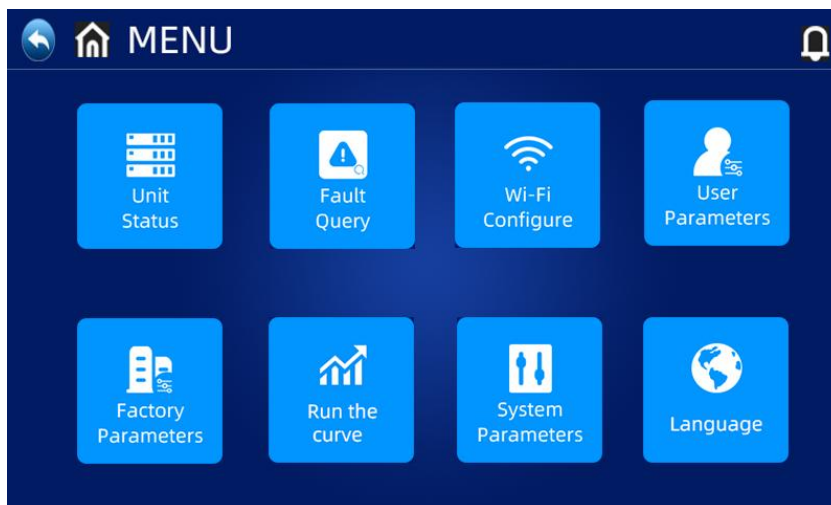 MENU
Unit
Status
Fault
Query
Wi-Fi
Configure
User
Parameters
Factory
Parameters
Run the
curve
System
Parameters
Language